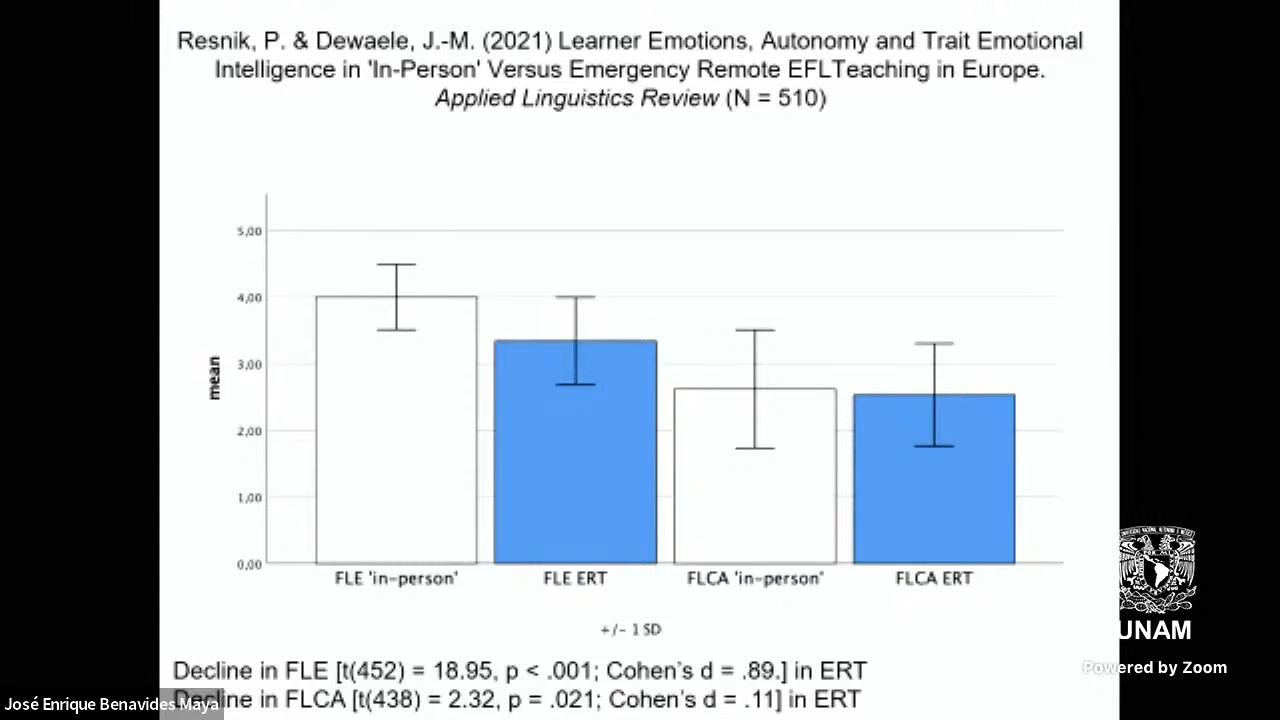 Resnik, P. & Dewaele, J.-M. (2021) Learner Emotions, Autonomy and Trait Emotional
Intelligence in 'In-Person' Versus Emergency Remote EFLTeaching in Europe.
Applied Linguistics Review (N = 510)
5,00
4,00
3,00
2,00
1,00
0,00
mean
FLE 'in-person'
FLE ERT
FLCA 'in-person'
FLCA ERT
+/- 1 SD
Decline in FLE [t(452) = 18.95, p < .001; Cohen's d = .89.] in ERT
Decline in FLCA [t(438) = 2.32, p = .021; Cohen's d = .11] in ERT
José Enrique Benavides Maya
UNAM
Powered by Zoom